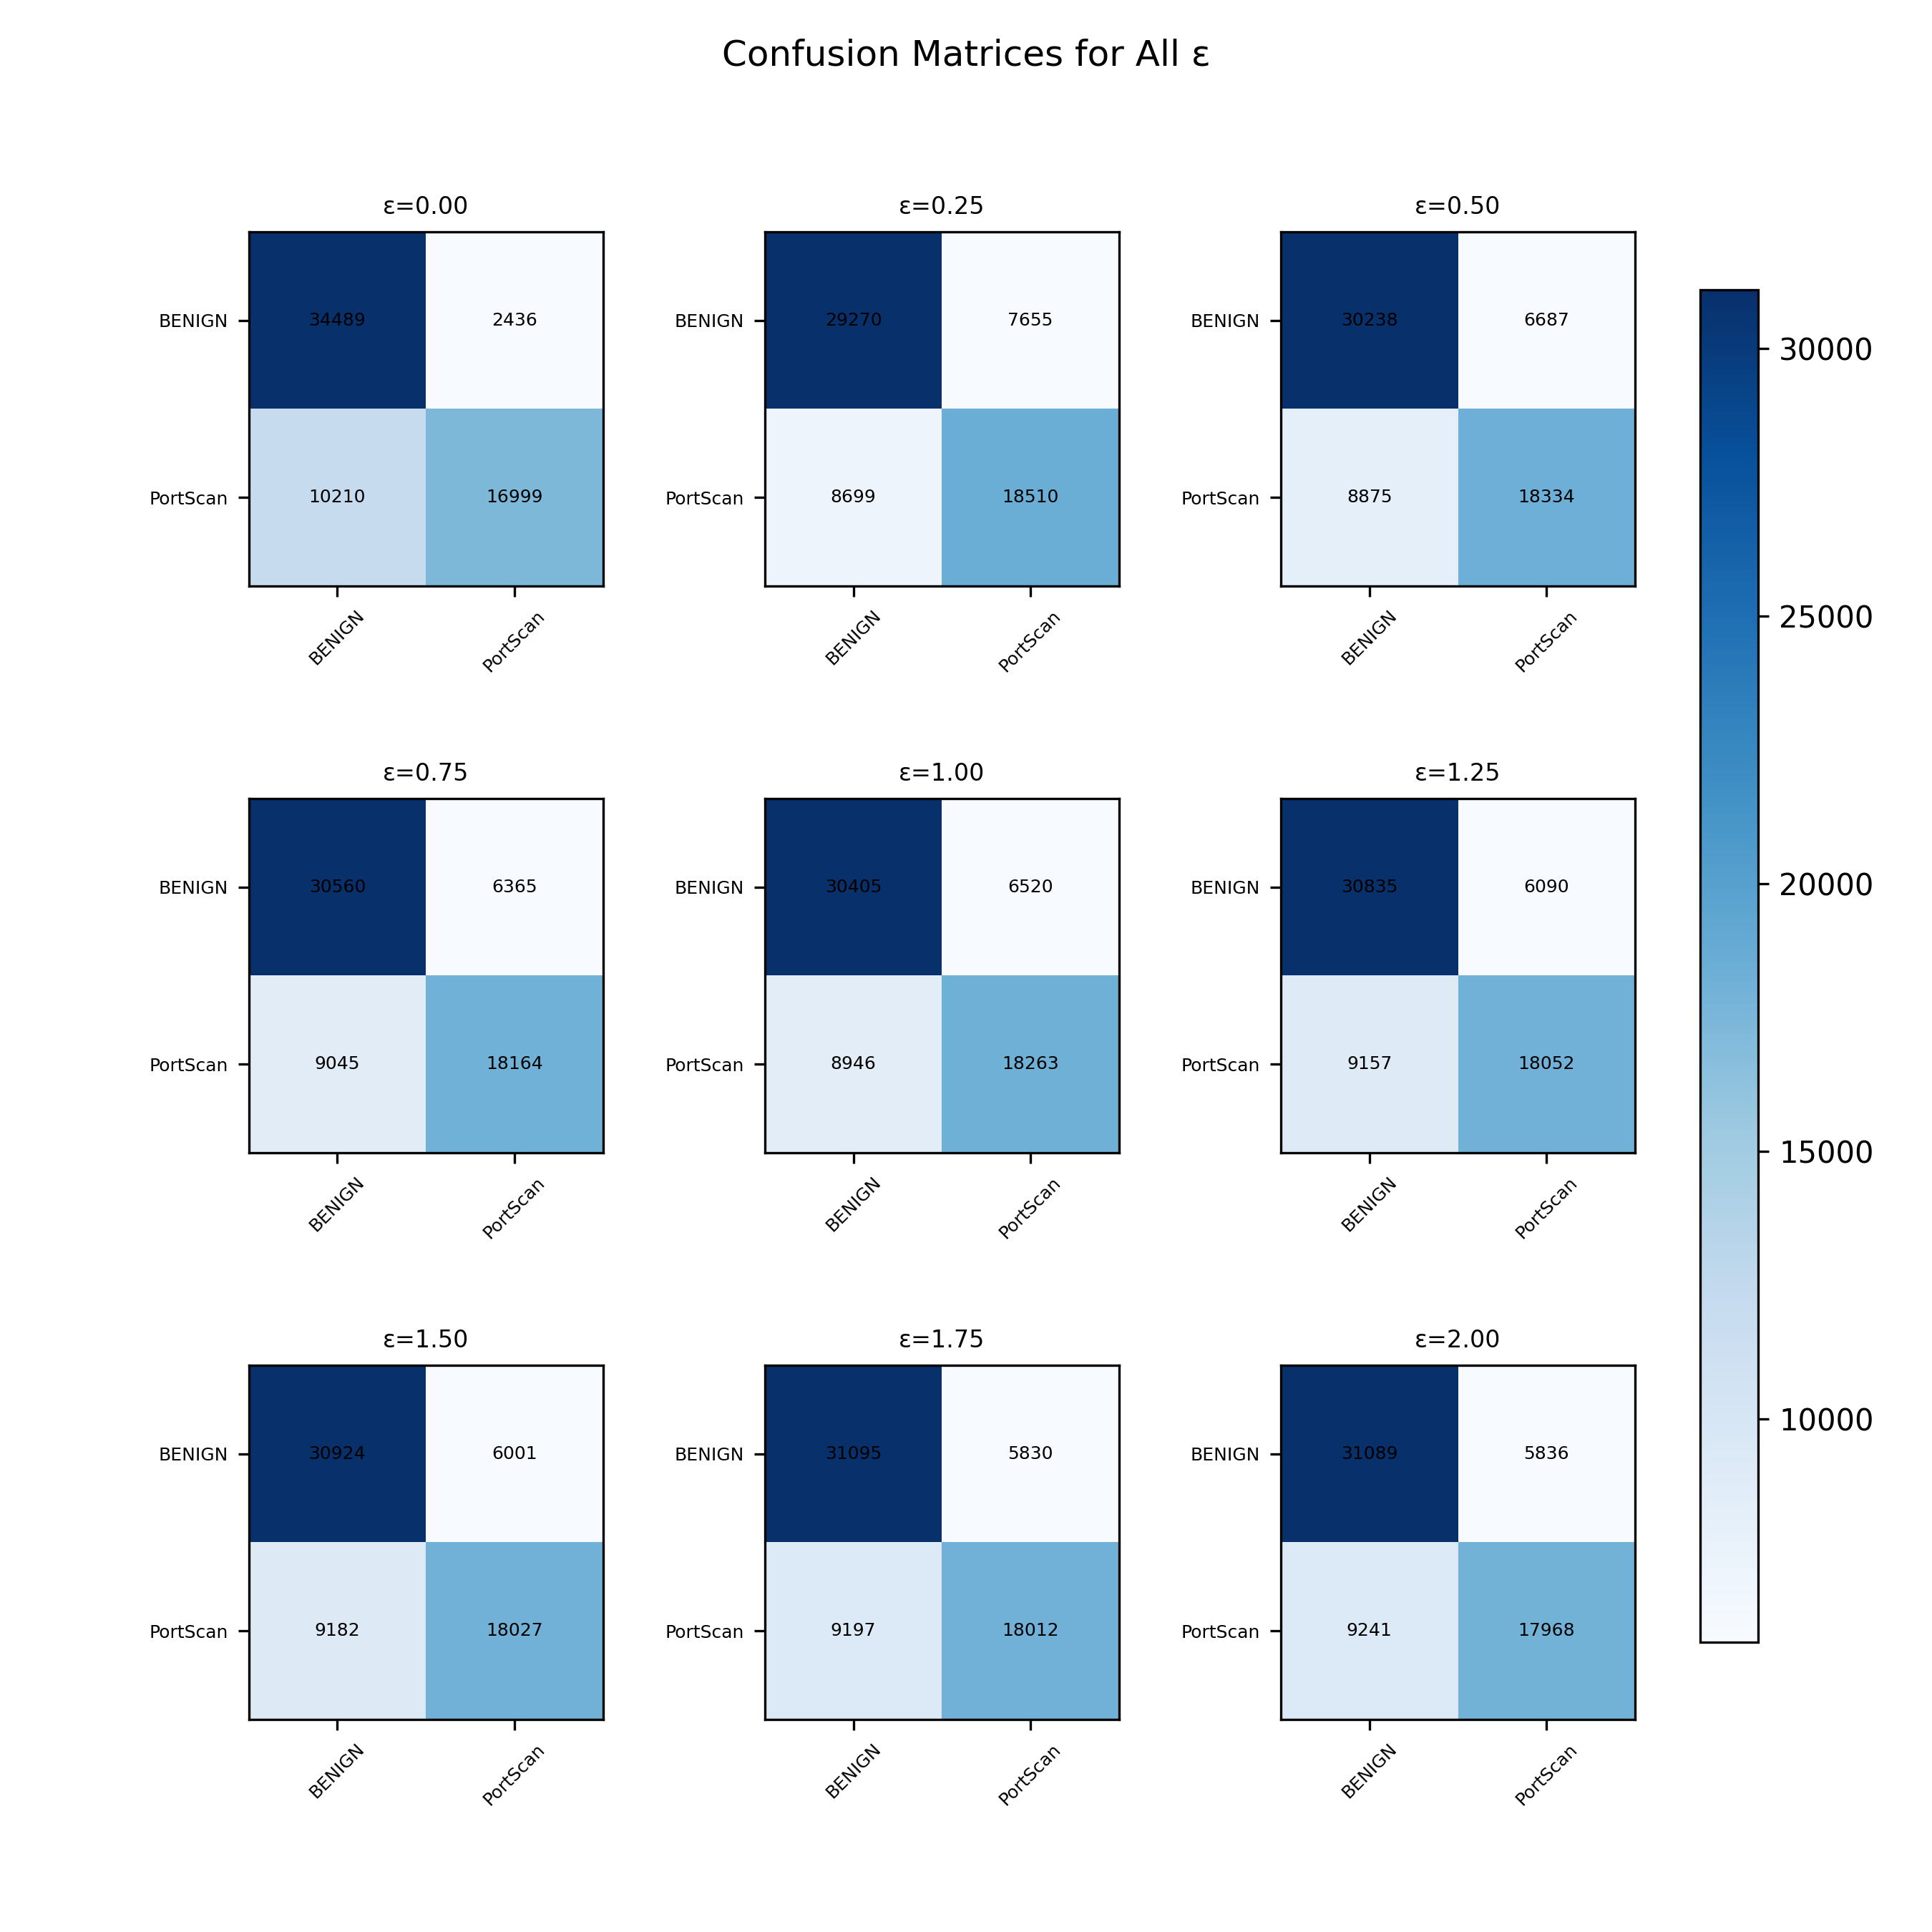 Confusion Matrices for All ε
ε=0.00
BENIGN 34489 2436
PortScan 10210 16999
BENIGN PortScan
ε=0.25
BENIGN 29270 7655
PortScan 8699 18510
BENIGN PortScan
ε=0.50
BENIGN 30238 6687
PortScan 8875 18334
BENIGN PortScan
ε=0.75
BENIGN 30560 6365
PortScan 9045 18164
BENIGN PortScan
ε=1.00
BENIGN 30405 6520
PortScan 8946 18263
BENIGN PortScan
ε=1.25
BENIGN 30835 6090
PortScan 9157 18052
BENIGN PortScan
ε=1.50
BENIGN 30924 6001
PortScan 9182 18027
BENIGN PortScan
ε=1.75
BENIGN 31095 5830
PortScan 9197 18012
BENIGN PortScan
ε=2.00
BENIGN 31089 5836
PortScan 9241 17968
BENIGN PortScan
30000
25000
20000
15000
10000